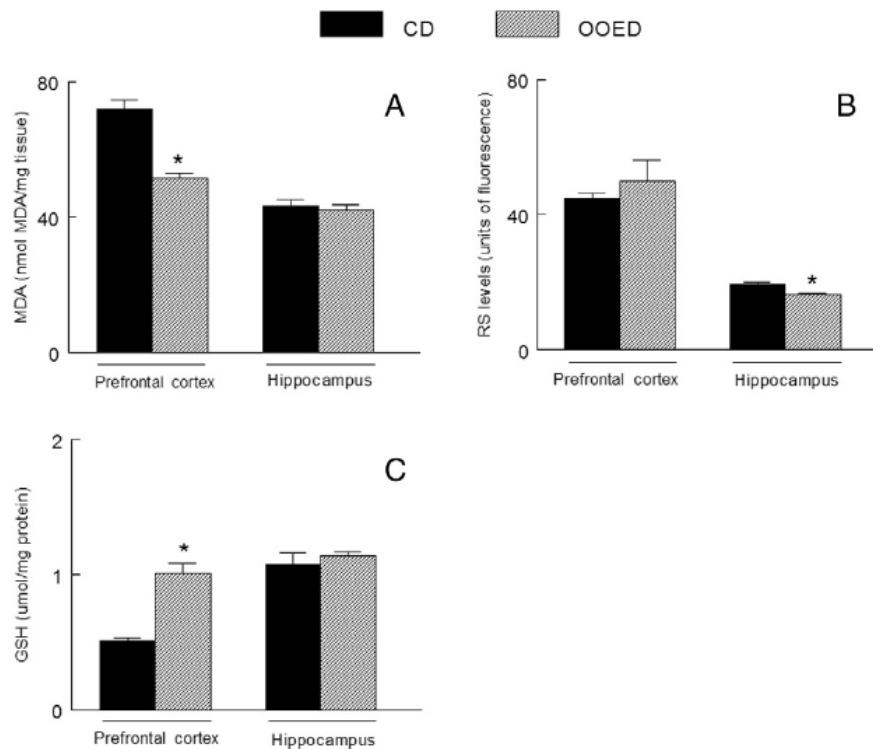 CD OOED
A
MDA (nmol MDA/mg tissue)
80
40
0
*
Prefrontal cortex Hippocampus
B
RS levels (units of fluorescence)
80
40
0
*
Prefrontal cortex Hippocampus
C
GSH (umol/mg protein)
2
1
0
*
Prefrontal cortex Hippocampus